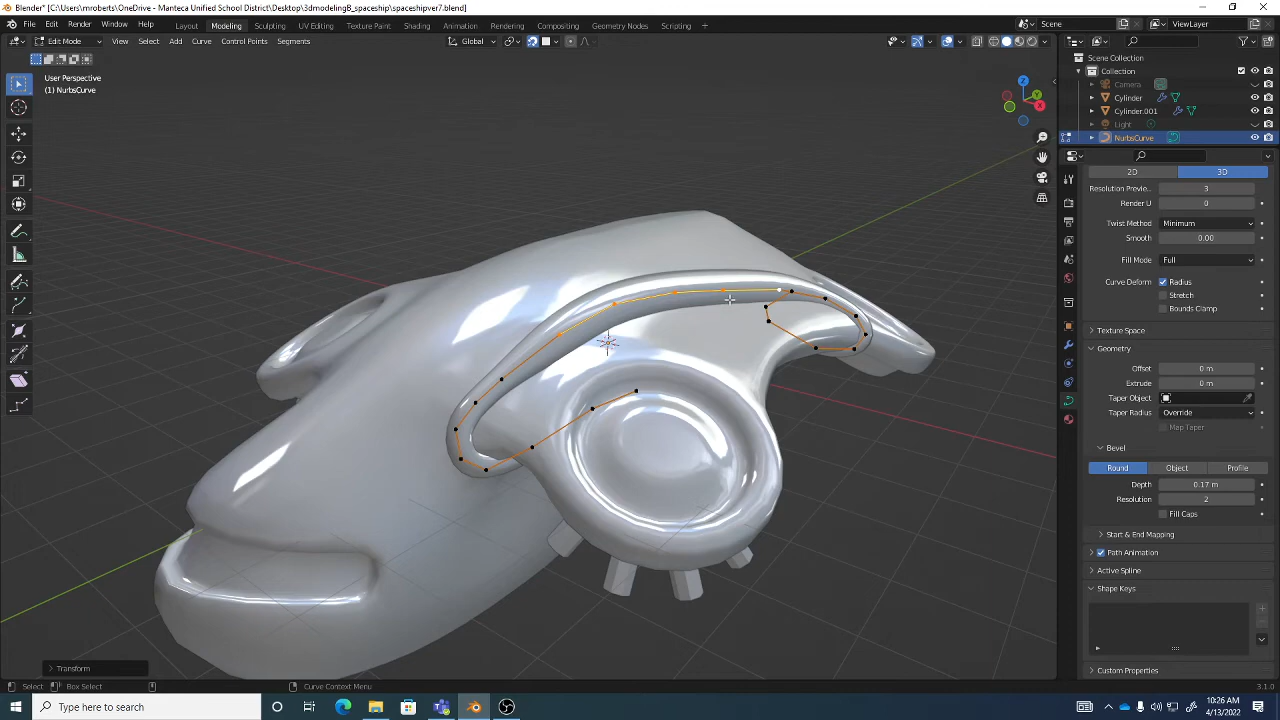 Blender* [C:\Users\mroberts\OneDrive - Manteca Unified School District\Desktop\3dmodelingB_spaceship\spaceshipver7.blend]
File Edit Render Window Help Layout Modeling Sculpting UV Editing Texture Paint Shading Animation Rendering Compositing Geometry Nodes Scripting + Scene ViewLayer
Edit Mode View Select Add Curve Control Points Segments Global
User Perspective
(1) NurbsCurve
Scene Collection
Collection
Camera
Cylinder
Cylinder.001
Light
NurbsCurve
2D 3D
Resolution Previe... 3
Render U 0
Twist Method Minimum
Smooth 0.00
Fill Mode Full
Curve Deform Radius
Stretch
Bounds Clamp
Texture Space
Geometry
Offset 0 m
Extrude 0 m
Taper Object
Taper Radius Override
Map Taper
Bevel
Round Object Profile
Depth 0.17 m
Resolution 2
Fill Caps
Start & End Mapping
Path Animation
Active Spline
Shape Keys
Custom Properties
Transform
Select Box Select Curve Context Menu 3.1.0
Type here to search
10:26 AM
4/13/2022